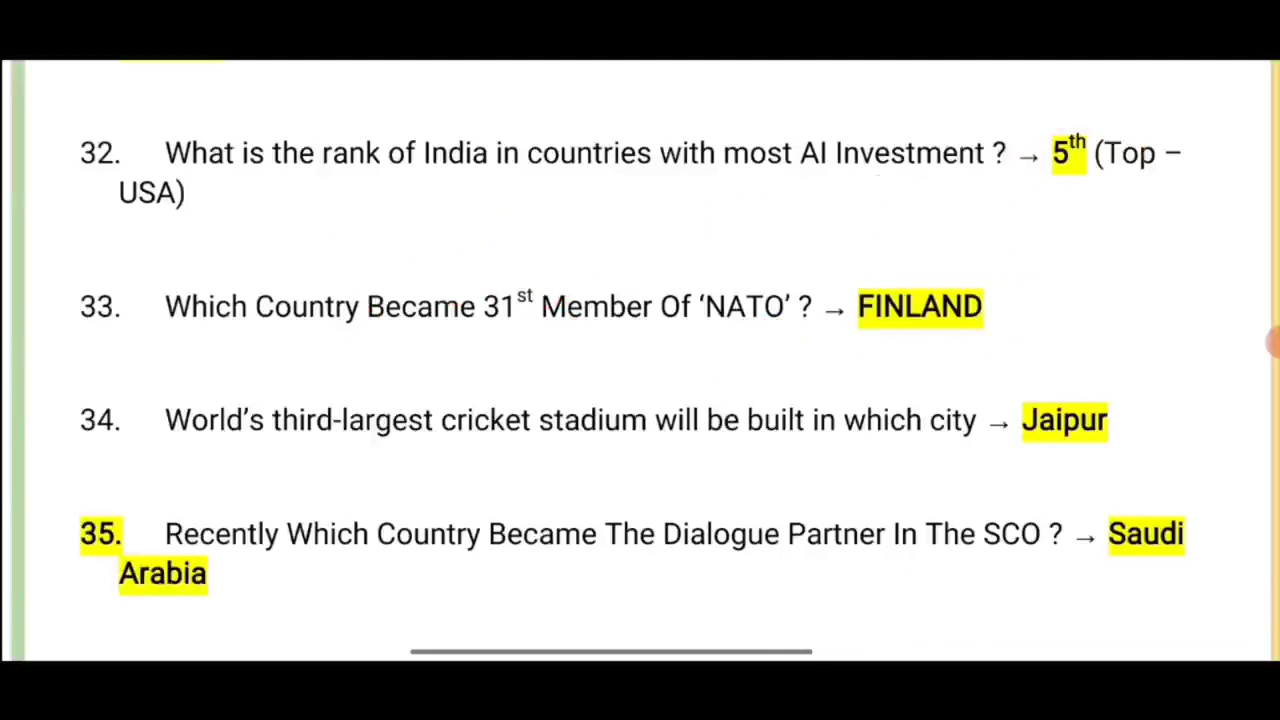 32. What is the rank of India in countries with most AI Investment ? → 5th (Top –
USA)
33. Which Country Became 31st Member Of ‘NATO’ ? → FINLAND
34. World’s third-largest cricket stadium will be built in which city → Jaipur
35. Recently Which Country Became The Dialogue Partner In The SCO ? → Saudi
Arabia